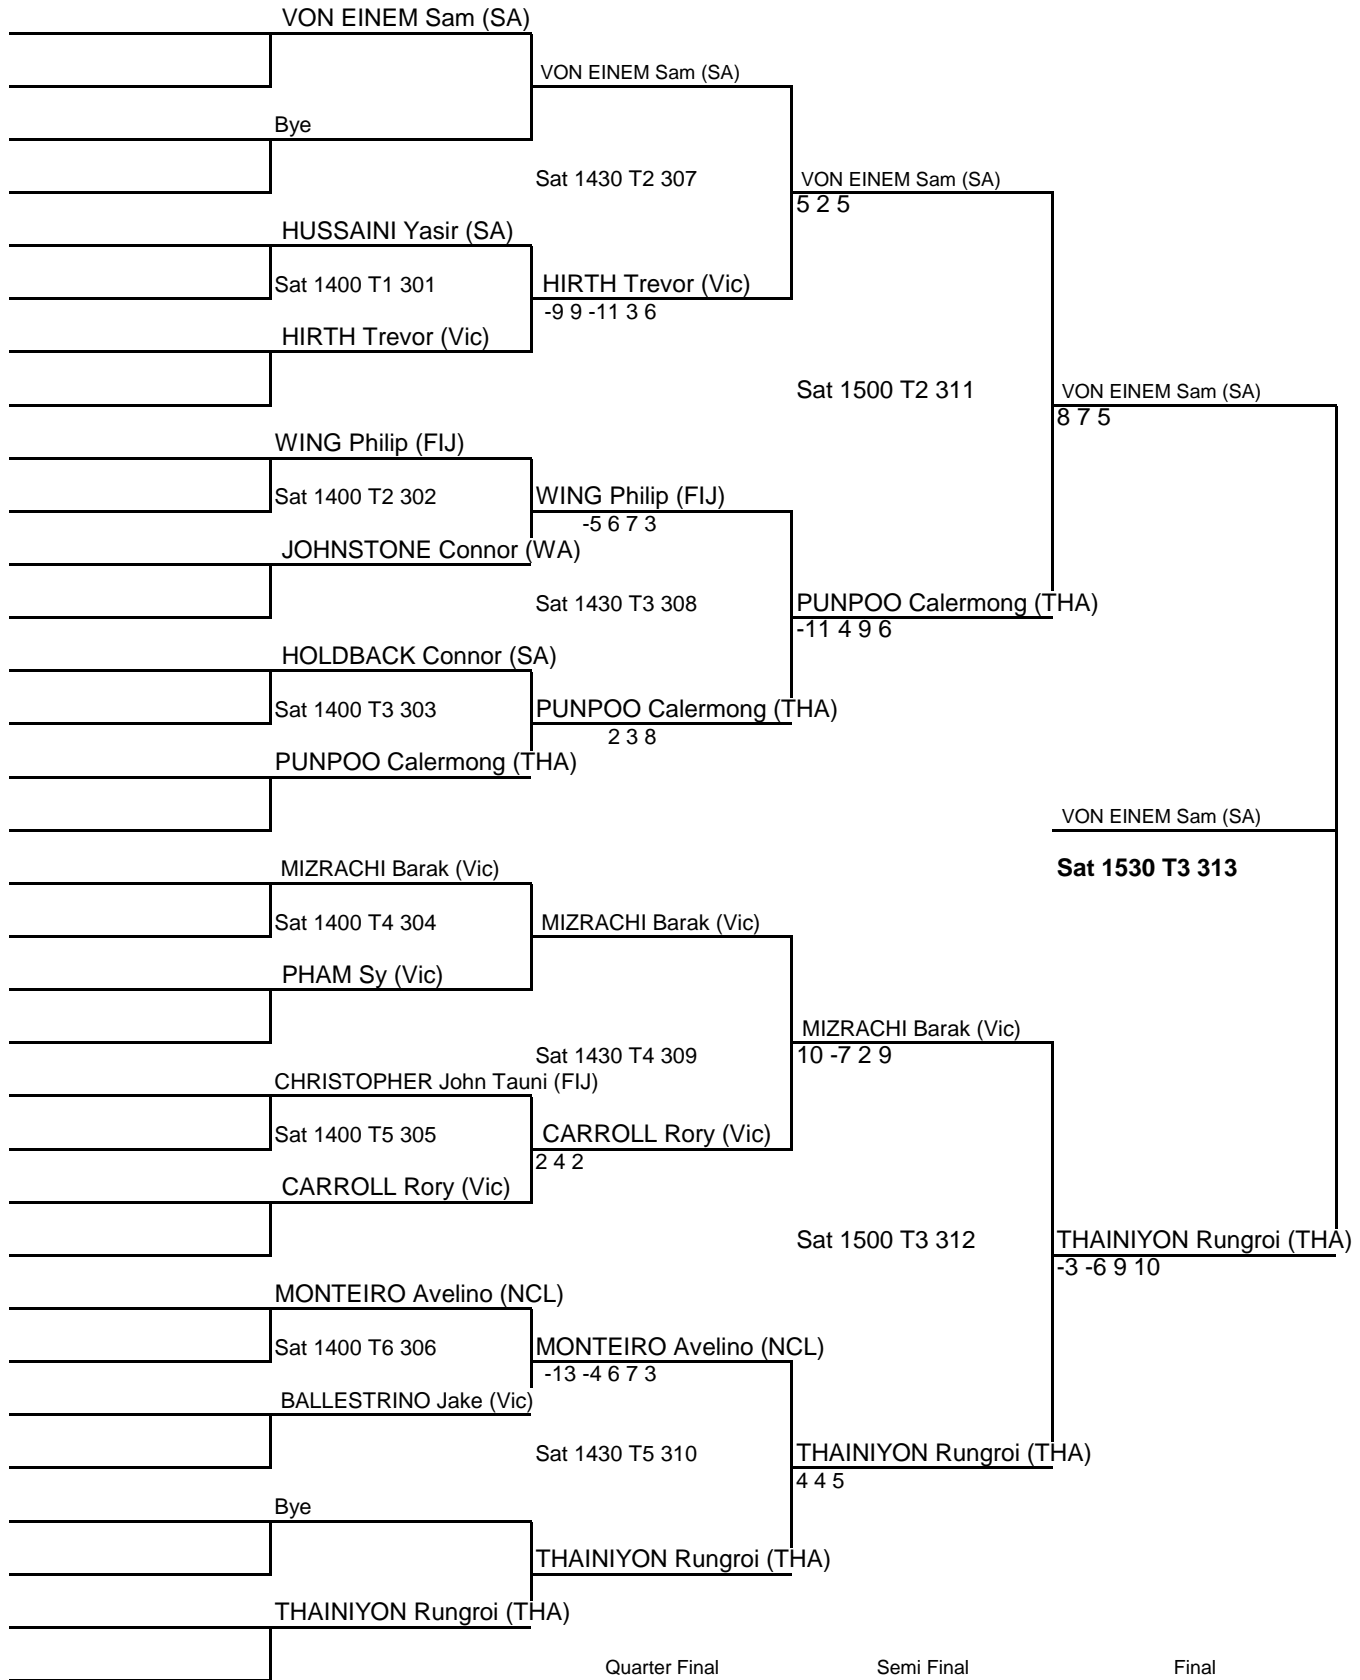 VON EINEM Sam (SA)
VON EINEM Sam (SA)
Bye
Sat 1430 T2 307
VON EINEM Sam (SA)
5 2 5
HUSSAINI Yasir (SA)
Sat 1400 T1 301
HIRTH Trevor (Vic)
-9 9 -11 3 6
HIRTH Trevor (Vic)
Sat 1500 T2 311
VON EINEM Sam (SA)
8 7 5
WING Philip (FIJ)
Sat 1400 T2 302
WING Philip (FIJ)
-5 6 7 3
JOHNSTONE Connor (WA)
Sat 1430 T3 308
PUNPOO Calermong (THA)
-11 4 9 6
HOLDBACK Connor (SA)
Sat 1400 T3 303
PUNPOO Calermong (THA)
2 3 8
PUNPOO Calermong (THA)
VON EINEM Sam (SA)
Sat 1530 T3 313
MIZRACHI Barak (Vic)
Sat 1400 T4 304
MIZRACHI Barak (Vic)
PHAM Sy (Vic)
MIZRACHI Barak (Vic)
10 -7 2 9
Sat 1430 T4 309
CHRISTOPHER John Tauni (FIJ)
Sat 1400 T5 305
CARROLL Rory (Vic)
2 4 2
CARROLL Rory (Vic)
Sat 1500 T3 312
THAINIYON Rungroi (THA)
-3 -6 9 10
MONTEIRO Avelino (NCL)
Sat 1400 T6 306
MONTEIRO Avelino (NCL)
-13 -4 6 7 3
BALLESTRINO Jake (Vic)
Sat 1430 T5 310
THAINIYON Rungroi (THA)
4 4 5
Bye
THAINIYON Rungroi (THA)
THAINIYON Rungroi (THA)
Quarter Final
Semi Final
Final